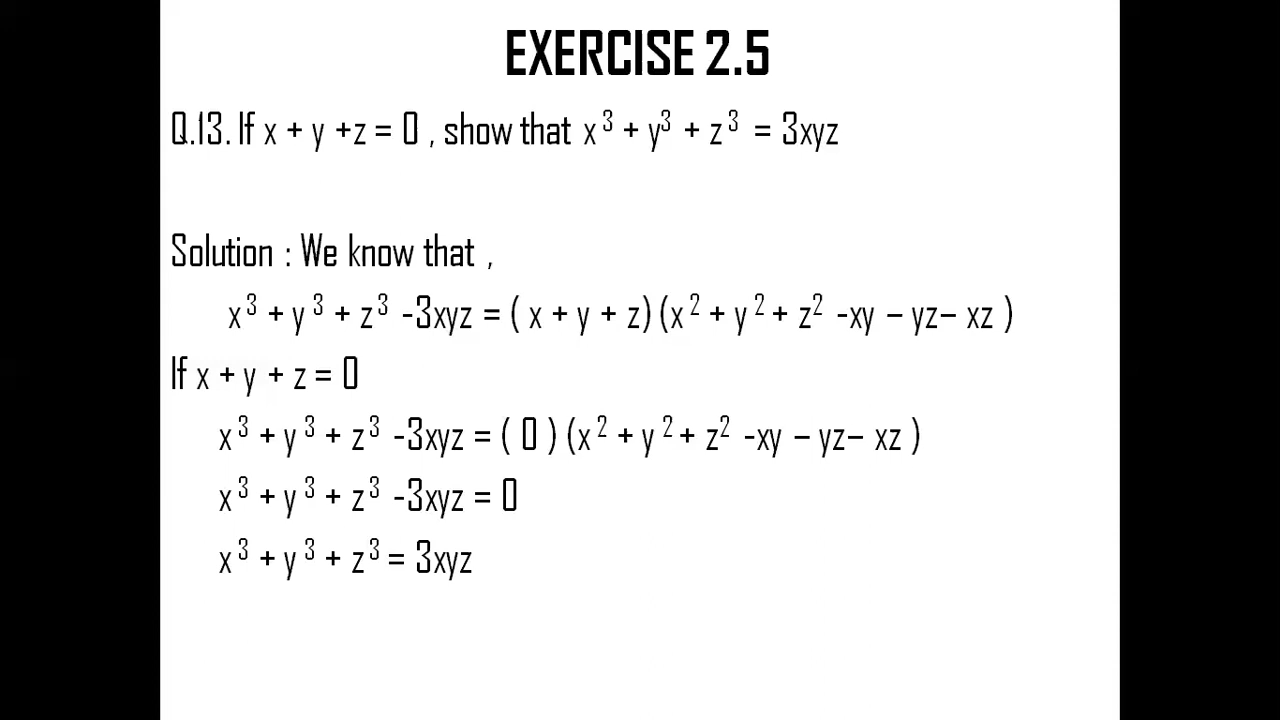 EXERCISE 2.5
Q.13. If x + y +z = 0 , show that x³ + y³ + z³ = 3xyz
Solution : We know that ,
x³ + y³ + z³ -3xyz = ( x + y + z) (x² + y² + z² -xy – yz– xz )
If x + y + z = 0
x³ + y³ + z³ -3xyz = ( 0 ) (x² + y² + z² -xy – yz– xz )
x³ + y³ + z³ -3xyz = 0
x³ + y³ + z³ = 3xyz